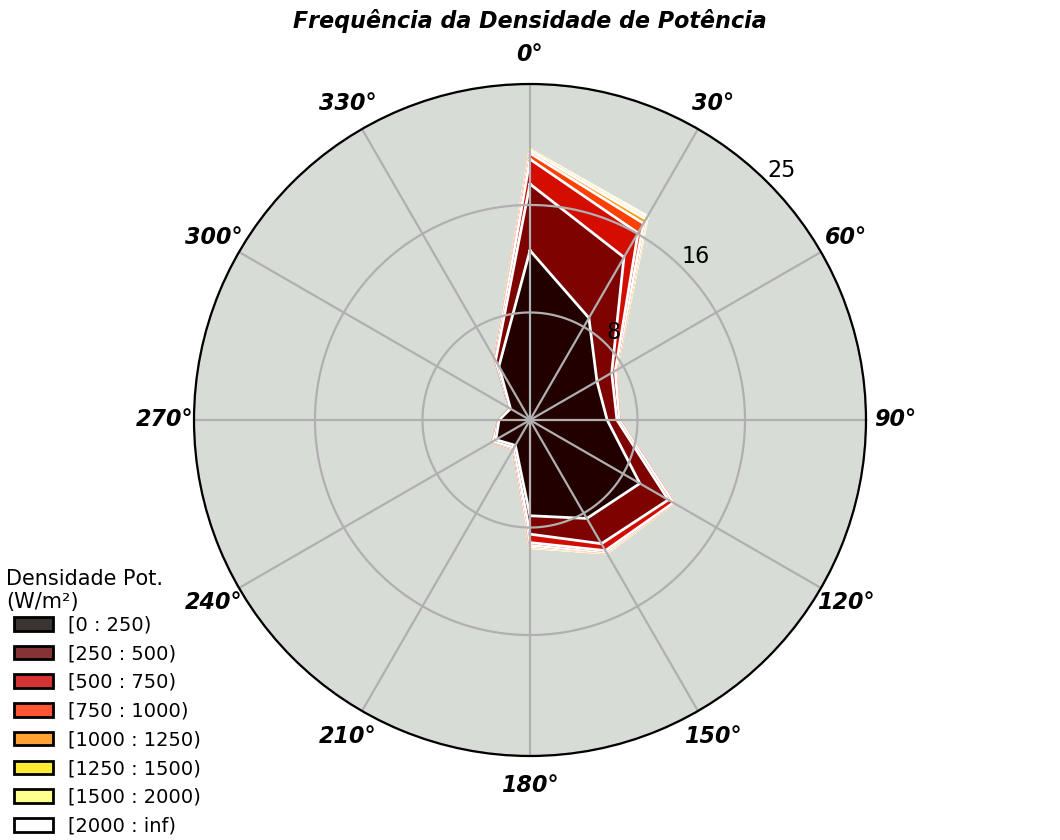 Frequência da Densidade de Potência
0°
330°
30°
25
300°
60°
16
8
270°
90°
240°
120°
210°
150°
180°
Densidade Pot.
(W/m²)
[0 : 250)
[250 : 500)
[500 : 750)
[750 : 1000)
[1000 : 1250)
[1250 : 1500)
[1500 : 2000)
[2000 : inf)